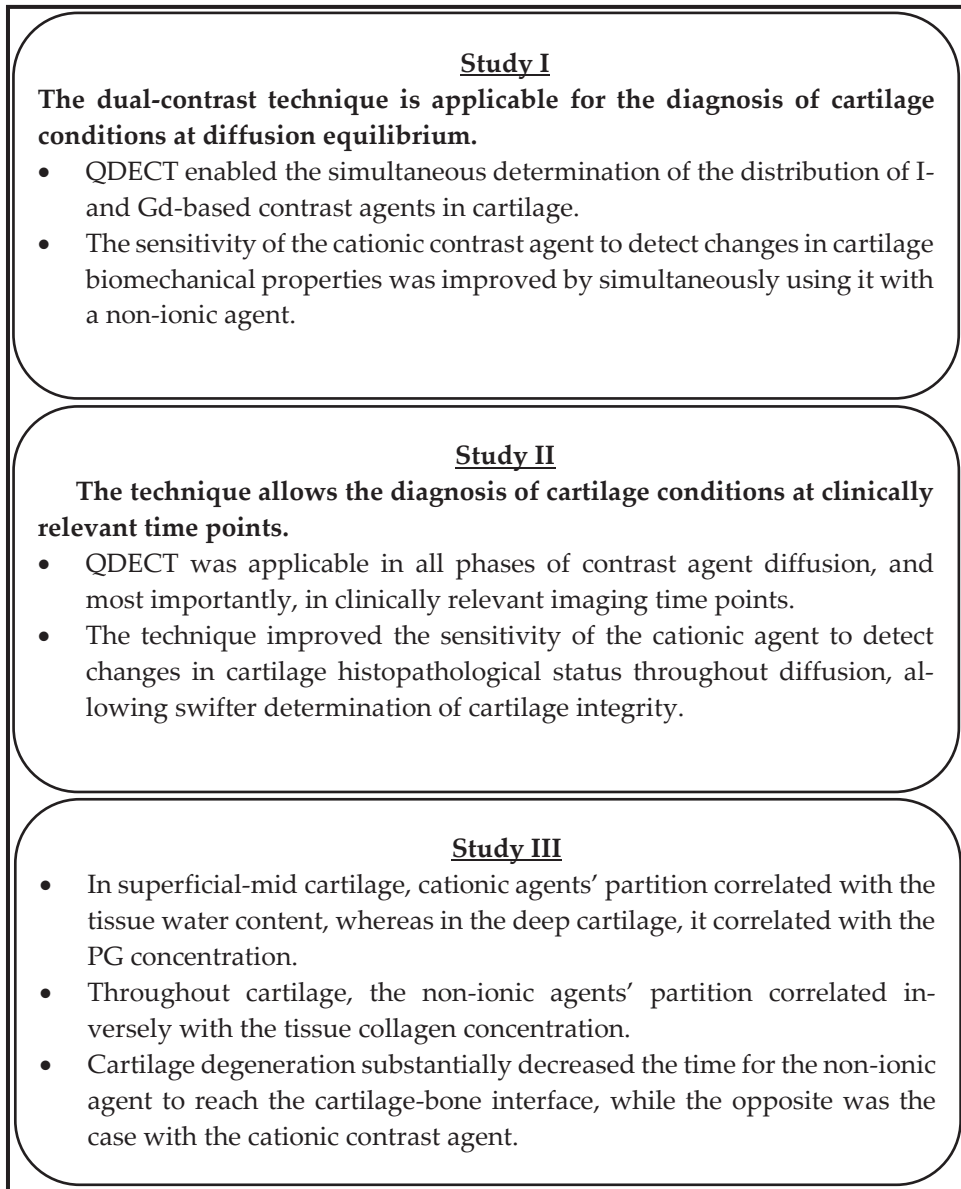 Study I
The dual-contrast technique is applicable for the diagnosis of cartilage
conditions at diffusion equilibrium.
• QDECT enabled the simultaneous determination of the distribution of I-
and Gd-based contrast agents in cartilage.
• The sensitivity of the cationic contrast agent to detect changes in cartilage
biomechanical properties was improved by simultaneously using it with
a non-ionic agent.
Study II
The technique allows the diagnosis of cartilage conditions at clinically
relevant time points.
• QDECT was applicable in all phases of contrast agent diffusion, and
most importantly, in clinically relevant imaging time points.
• The technique improved the sensitivity of the cationic agent to detect
changes in cartilage histopathological status throughout diffusion, al-
lowing swifter determination of cartilage integrity.
Study III
• In superficial-mid cartilage, cationic agents’ partition correlated with the
tissue water content, whereas in the deep cartilage, it correlated with the
PG concentration.
• Throughout cartilage, the non-ionic agents’ partition correlated in-
versely with the tissue collagen concentration.
• Cartilage degeneration substantially decreased the time for the non-ionic
agent to reach the cartilage-bone interface, while the opposite was the
case with the cationic contrast agent.